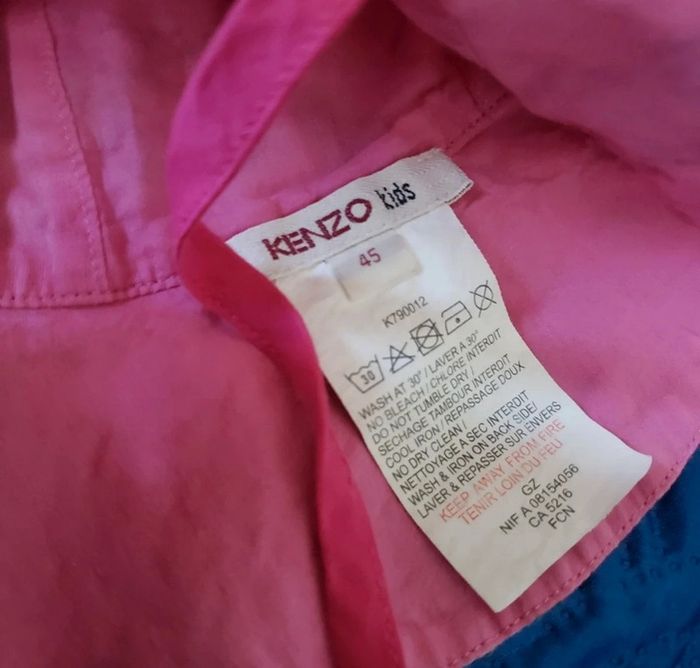 KENZO kids
45
K790012
30
WASH AT 30° / LAVER A 30°
NO BLEACH / CHLORE INTERDIT
DO NOT TUMBLE DRY /
SECHAGE TAMBOUR INTERDIT
COOL IRON / REPASSAGE DOUX
NO DRY CLEAN /
NETTOYAGE A SEC INTERDIT
WASH & IRON ON BACK SIDE/
LAVER & REPASSER SUR ENVERS
KEEP AWAY FROM FIRE
TENIR LOIN DU FEU
GZ
NIF A 08154056
CA 5216
FCN